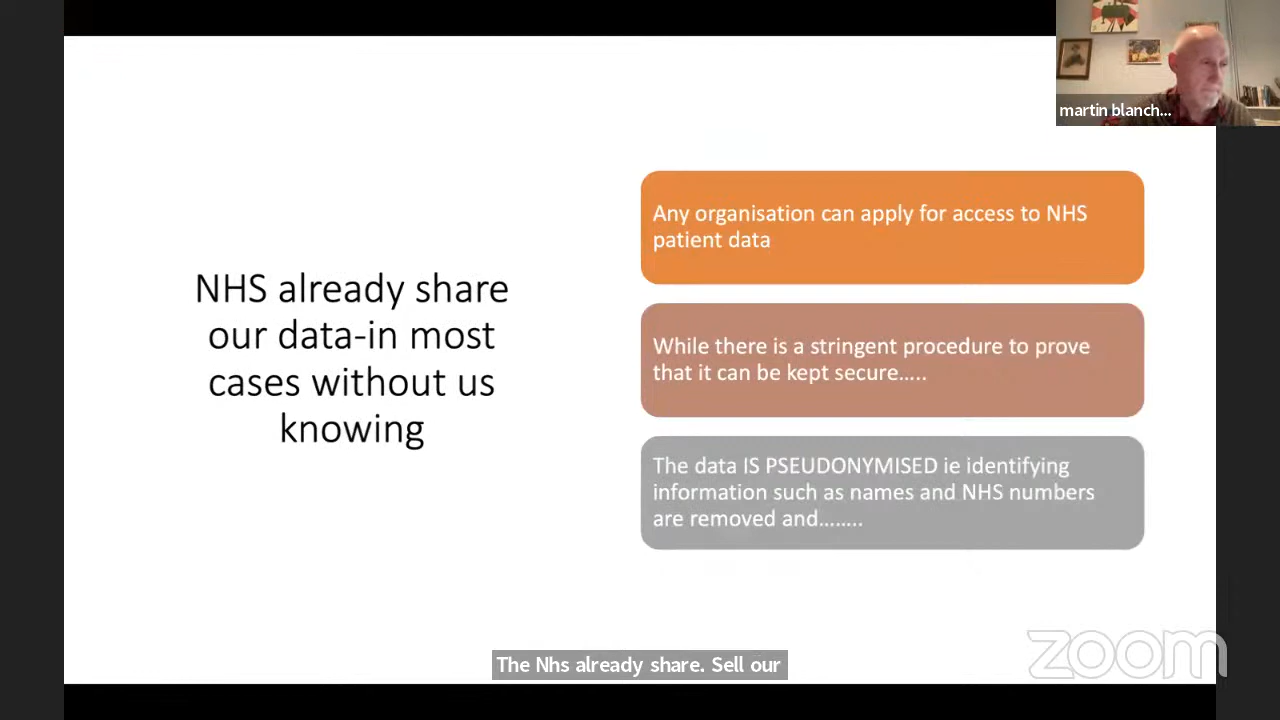 martin blanch...
NHS already share
our data-in most
cases without us
knowing
Any organisation can apply for access to NHS
patient data
While there is a stringent procedure to prove
that it can be kept secure…..
The data IS PSEUDONYMISED ie identifying
information such as names and NHS numbers
are removed and……..
The Nhs already share. Sell our
zoom